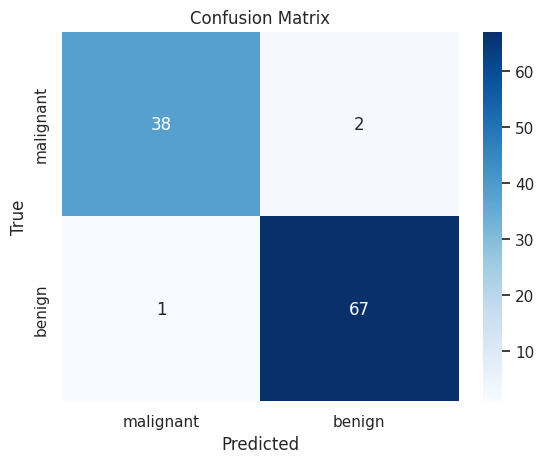 Confusion Matrix
True
malignant
38
2
benign
1
67
malignant
benign
Predicted
60
50
40
30
20
10